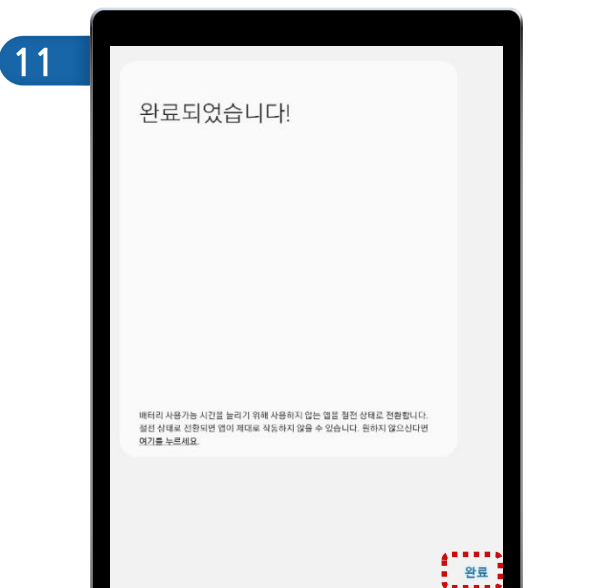 11
완료되었습니다!
배터리 사용가능 시간을 늘리기 위해 사용하지 않는 앱을 절전 상태로 전환합니다.
절전 상태로 전환되면 앱이 제대로 작동하지 않을 수 있습니다. 원하지 않으신다면
여기를 누르세요.
완료